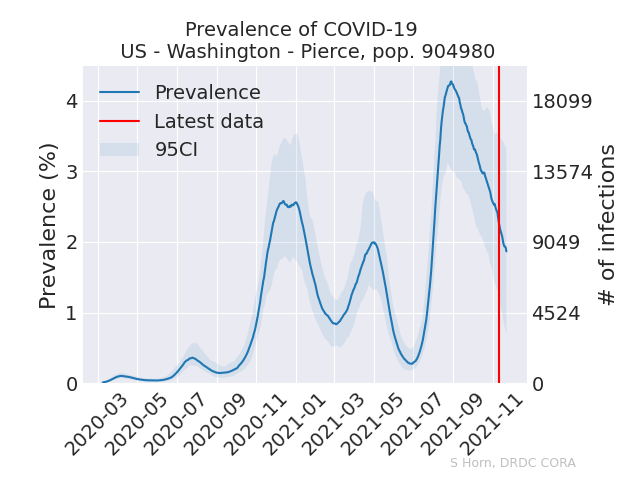 Prevalence of COVID-19
US - Washington - Pierce, pop. 904980
Prevalence
Latest data
95CI
Prevalence (%)
4
3
2
1
0
18099
13574
9049
4524
0
# of infections
2020-03
2020-05
2020-07
2020-09
2020-11
2021-01
2021-03
2021-05
2021-07
2021-09
2021-11
S Horn, DRDC CORA